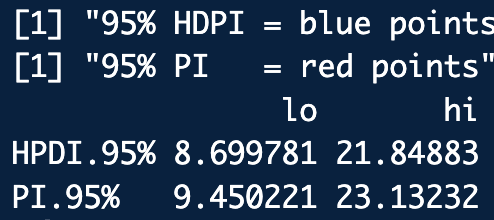 [1] "95% HDPI = blue points
[1] "95% PI   = red points"
lo hi
HPDI.95% 8.699781 21.84883
PI.95% 9.450221 23.13232